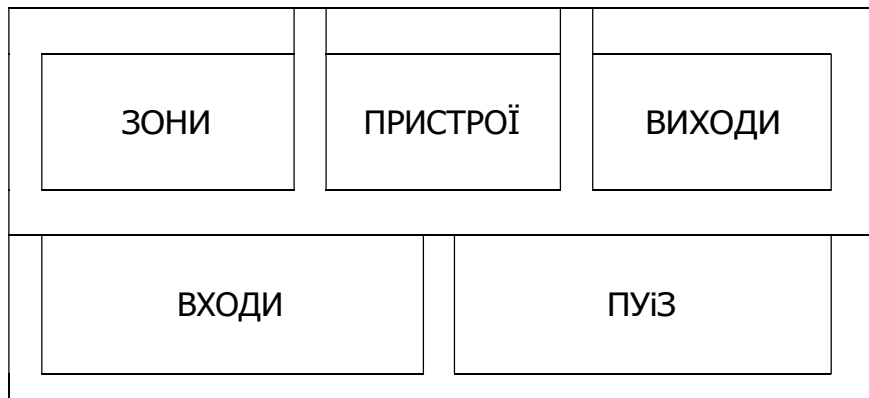 ЗОНИ
ПРИСТРОЇ
ВИХОДИ
ВХОДИ
ПУіЗ